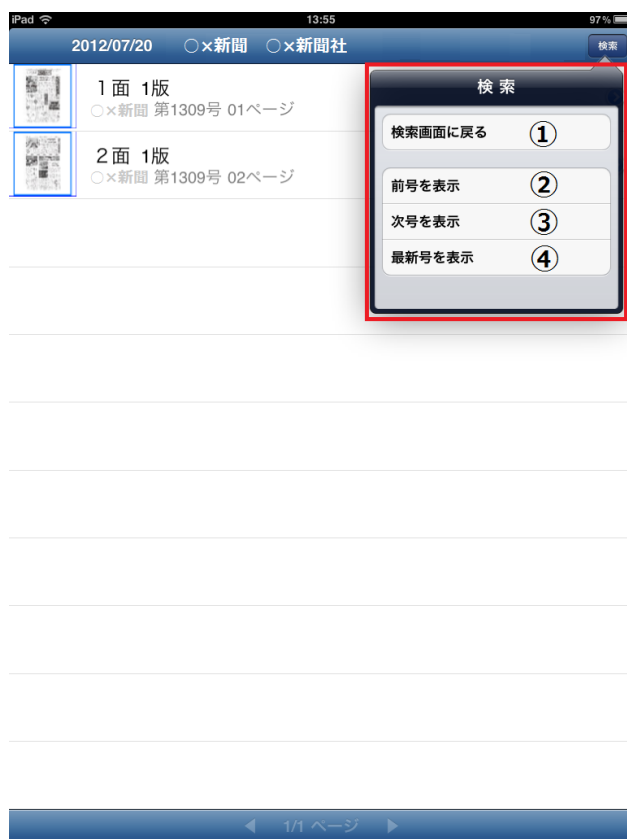 iPad 13:55 97%
2012/07/20 ○×新聞 ○×新聞社 検索
1面 1版
○×新聞 第1309号 01ページ
2面 1版
○×新聞 第1309号 02ページ
検索
検索画面に戻る ①
前号を表示 ②
次号を表示 ③
最新号を表示 ④
1/1 ページ